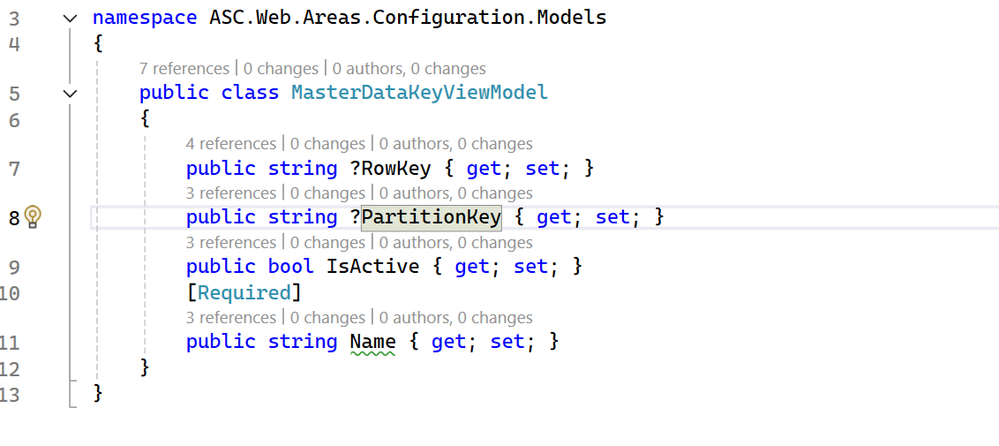 3 namespace ASC.Web.Areas.Configuration.Models
4 {
7 references | 0 changes | 0 authors, 0 changes
5 public class MasterDataKeyViewModel
6 {
4 references | 0 changes | 0 authors, 0 changes
7 public string ?RowKey { get; set; }
3 references | 0 changes | 0 authors, 0 changes
8 public string ?PartitionKey { get; set; }
3 references | 0 changes | 0 authors, 0 changes
9 public bool IsActive { get; set; }
10 [Required]
3 references | 0 changes | 0 authors, 0 changes
11 public string Name { get; set; }
12 }
13 }